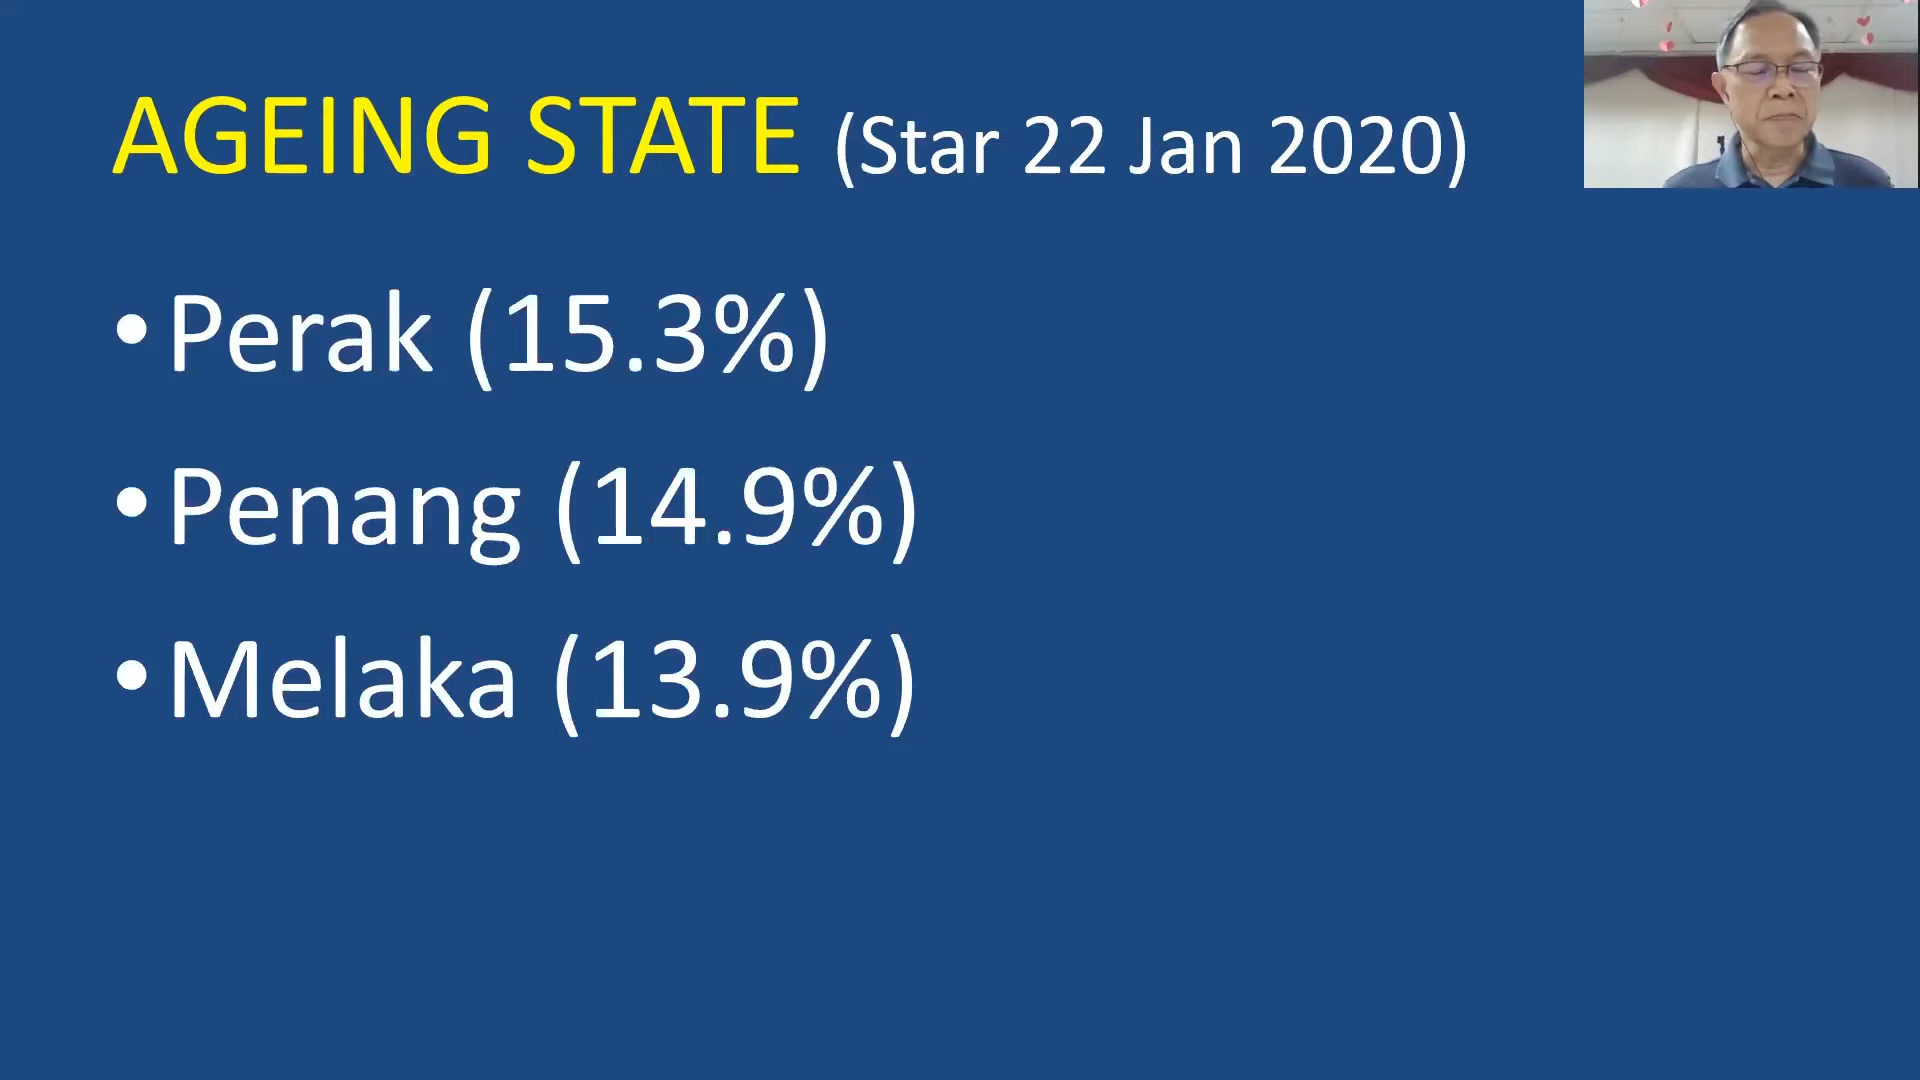 AGEING STATE (Star 22 Jan 2020)
• Perak (15.3%)
• Penang (14.9%)
• Melaka (13.9%)